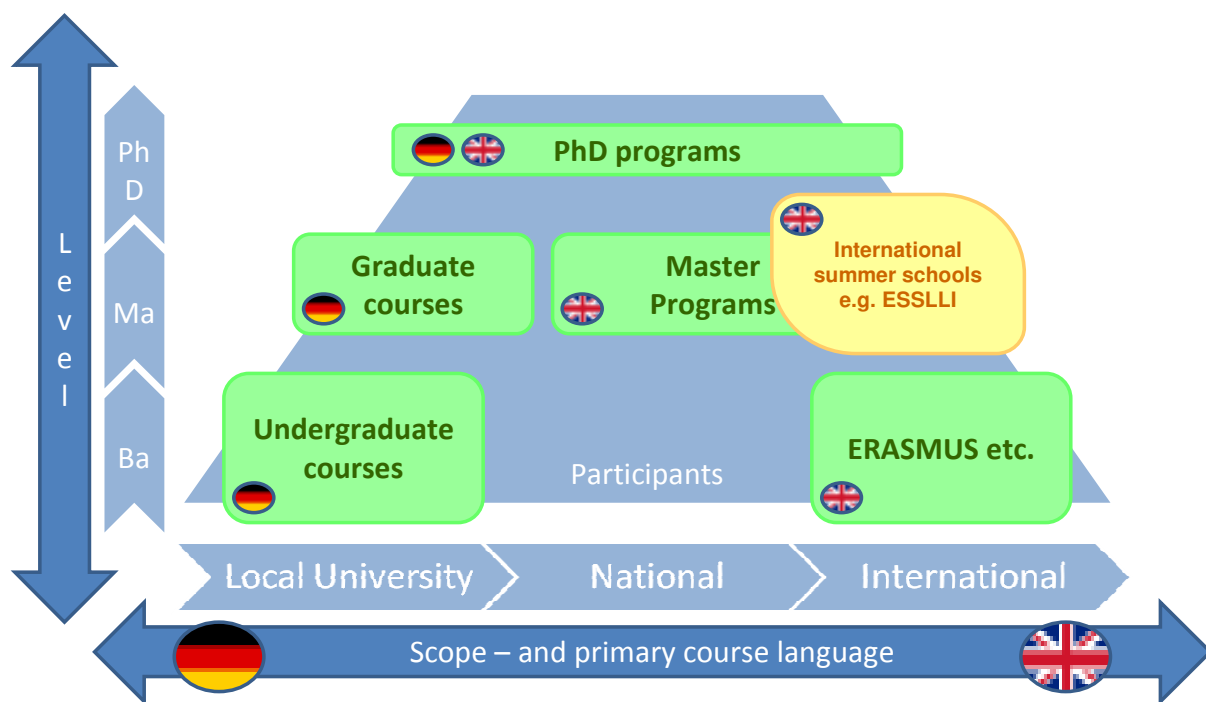 Level
Ph
D
Ma
Ba
PhD programs
Graduate
courses
Master
Programs
International
summer schools
e.g. ESSLLI
Undergraduate
courses
ERASMUS etc.
Participants
Local University
National
International
Scope – and primary course language